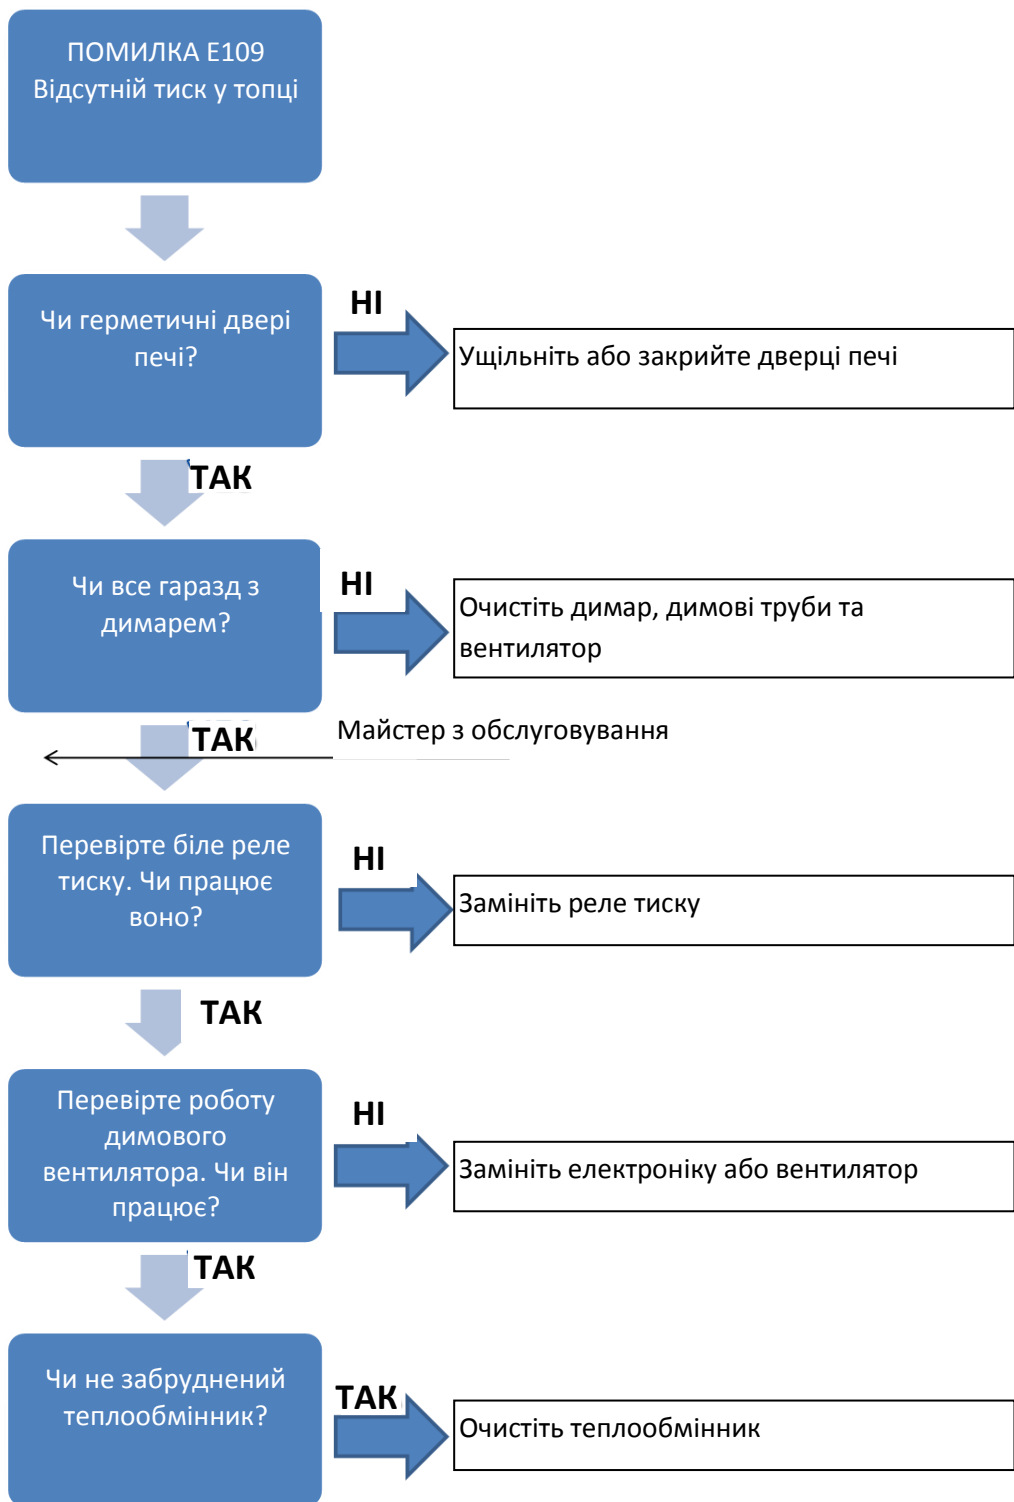 ПОМИЛКА E109
Відсутній тиск у топці
Чи герметичні двері
печі?
НІ
Ущільніть або закрийте дверці печі
ТАК
Чи все гаразд з
димарем?
НІ
Очистіть димар, димові труби та
вентилятор
ТАК
Майстер з обслуговування
Перевірте біле реле
тиску. Чи працює
воно?
НІ
Замініть реле тиску
ТАК
Перевірте роботу
димового
вентилятора. Чи він
працює?
НІ
Замініть електроніку або вентилятор
ТАК
Чи не забруднений
теплообмінник?
ТАК
Очистіть теплообмінник